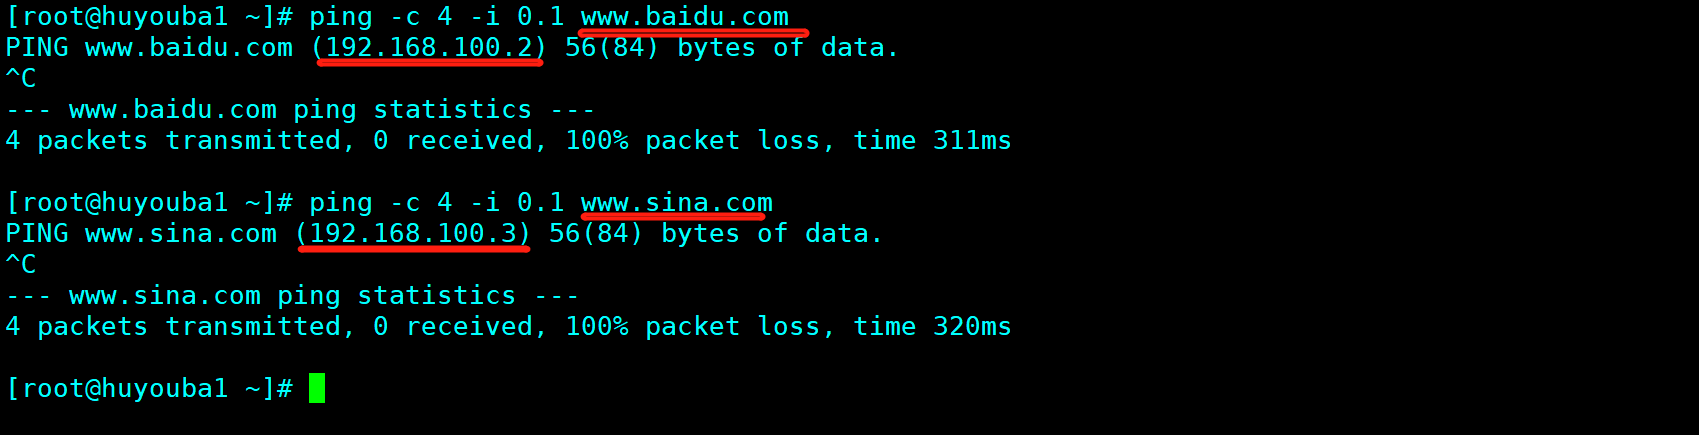 [root@huyouba1 ~]# ping -c 4 -i 0.1 www.baidu.com
PING www.baidu.com (192.168.100.2) 56(84) bytes of data.
^C
--- www.baidu.com ping statistics ---
4 packets transmitted, 0 received, 100% packet loss, time 311ms
[root@huyouba1 ~]# ping -c 4 -i 0.1 www.sina.com
PING www.sina.com (192.168.100.3) 56(84) bytes of data.
^C
--- www.sina.com ping statistics ---
4 packets transmitted, 0 received, 100% packet loss, time 320ms
[root@huyouba1 ~]#